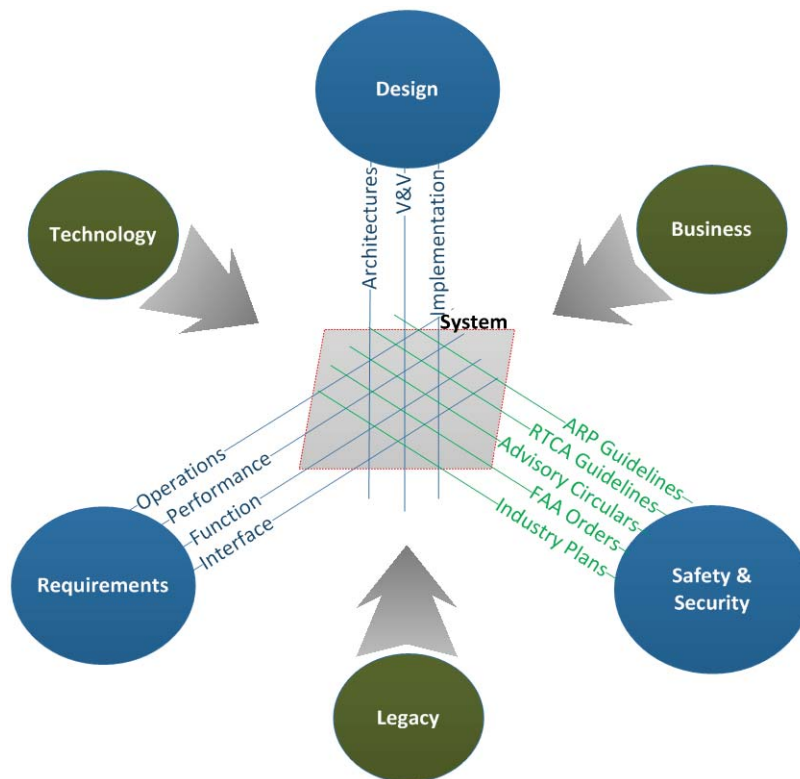 Design
Technology
Business
Architectures
V&V
Implementation
System
Operations
Performance
Function
Interface
ARP Guidelines
RTCA Guidelines
Advisory Circulars
FAA Orders
Industry Plans
Requirements
Safety &
Security
Legacy